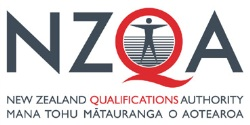 NZQA
NEW ZEALAND QUALIFICATIONS AUTHORITY
MANA TOHU MĀTAURANGA O AOTEAROA